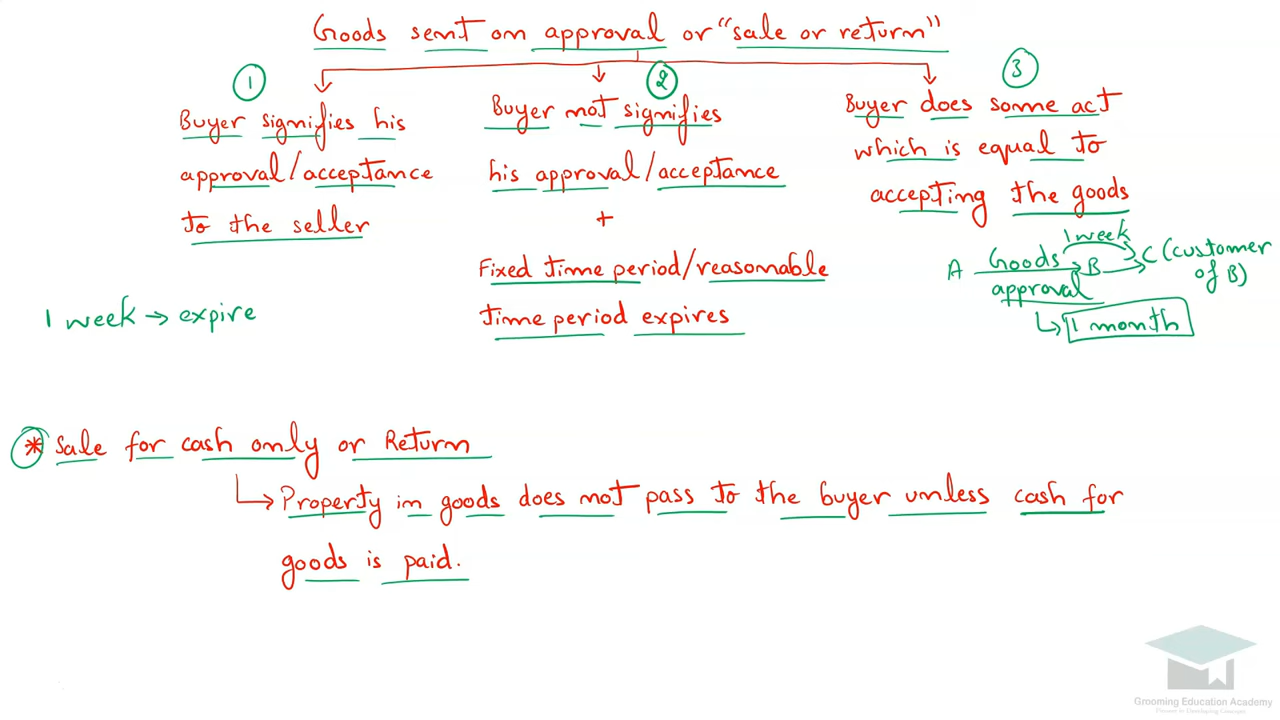 Goods sent on approval or "sale or return"
1
Buyer signifies his
approval/acceptance
to the seller
2
Buyer not signifies
his approval/acceptance
+
Fixed time period/reasonable
time period expires
3
Buyer does some act
which is equal to
accepting the goods
1 week
A Goods B C (customer
approval of B)
1 month
1 week → expire
* Sale for cash only or Return
Property in goods does not pass to the buyer unless cash for
goods is paid.
Grooming Education Academy